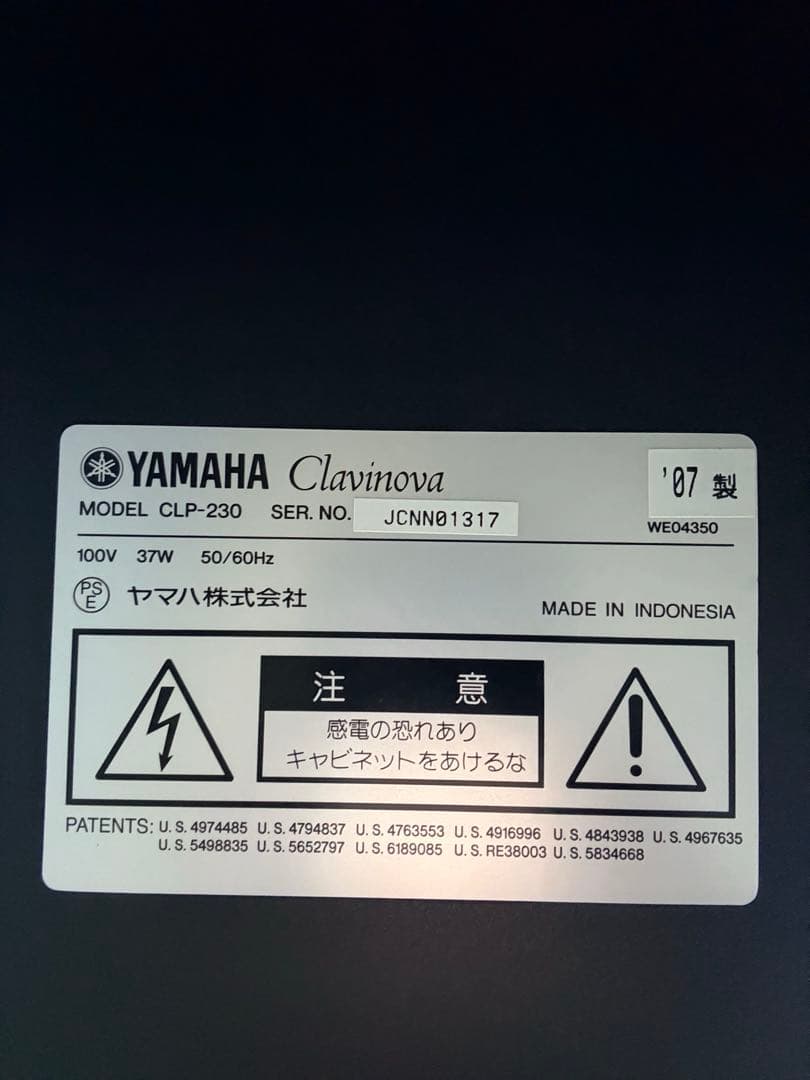 YAMAHA Clavinova
'07 製
MODEL CLP-230 SER. NO. JCNN01317
WE04350
100V 37W 50/60Hz
PS E ヤマハ株式会社
MADE IN INDONESIA
注 意
感電の恐れあり
キャビネットをあけるな
PATENTS: U.S. 4974485 U.S. 4794837 U.S. 4763553 U.S. 4916996 U.S. 4843938 U.S. 4967635
U.S. 5498835 U.S. 5652797 U.S. 6189085 U.S. RE38003 U.S. 5834668